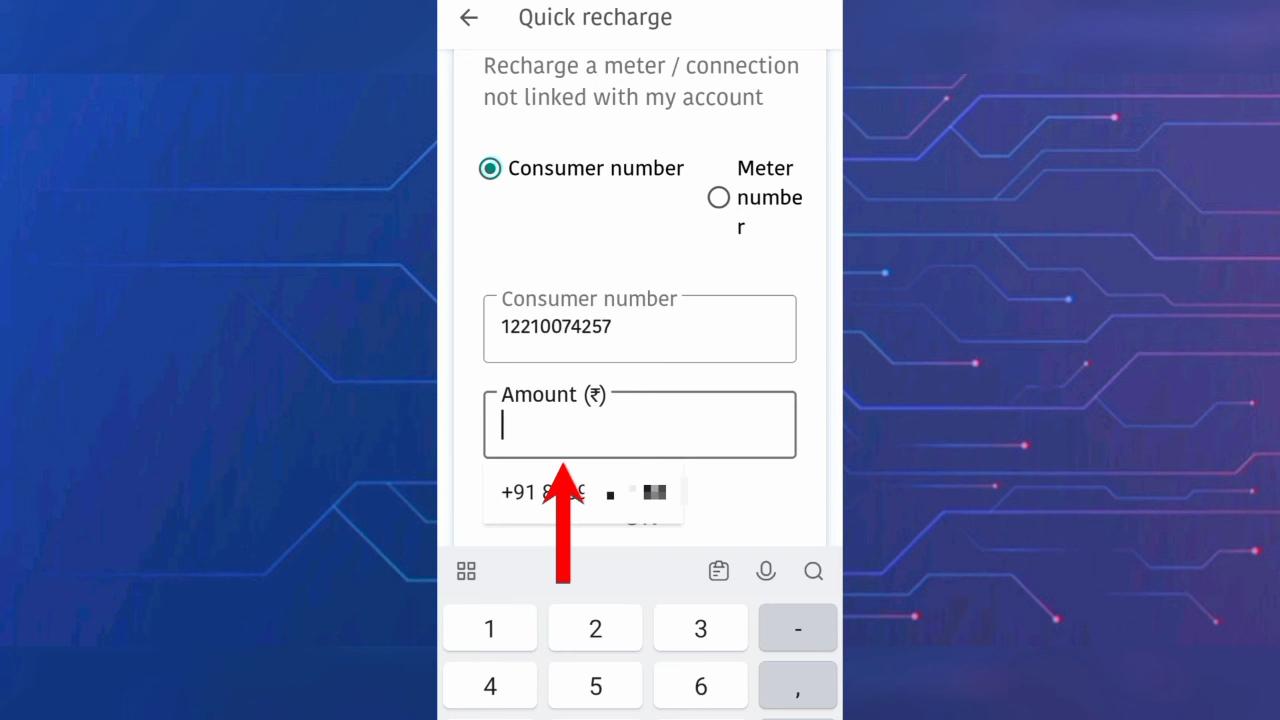 Quick recharge
Recharge a meter / connection
not linked with my account
Consumer number
Meter
numbe
r
Consumer number
12210074257
Amount (₹)
+91
1
2
3
-
4
5
6
,